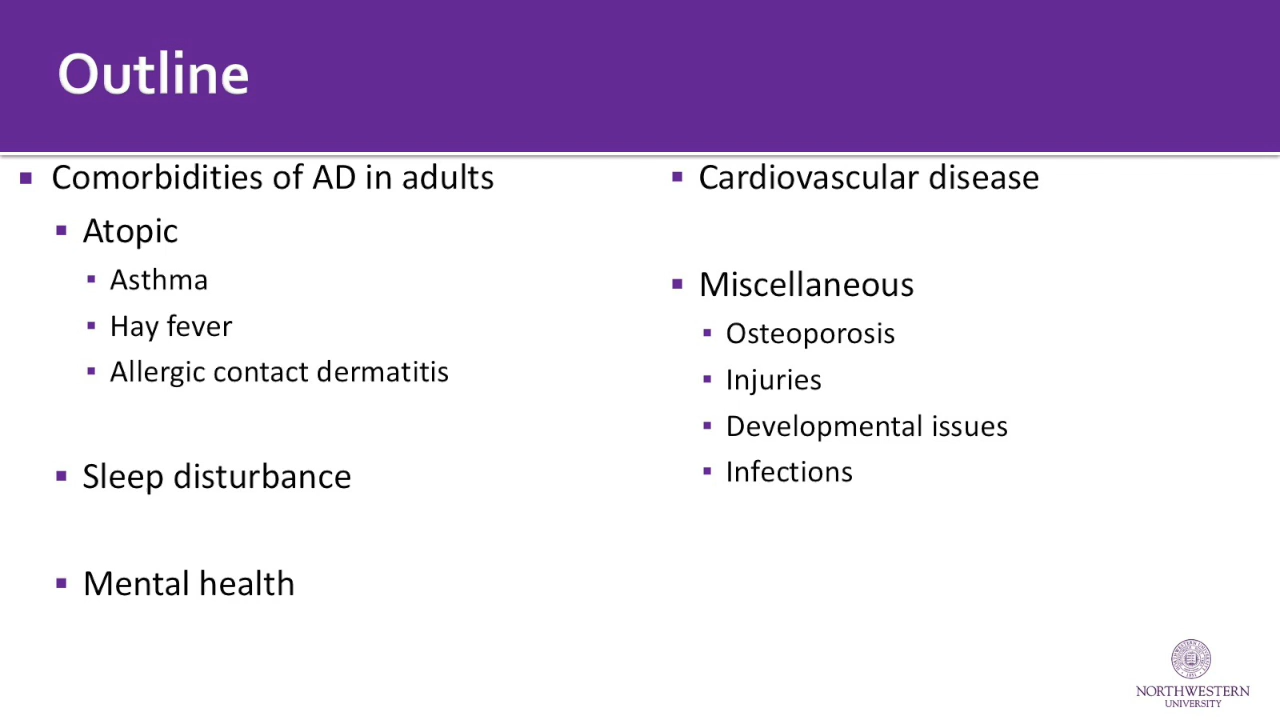 Outline
Comorbidities of AD in adults
Atopic
Asthma
Hay fever
Allergic contact dermatitis
Sleep disturbance
Mental health
Cardiovascular disease
Miscellaneous
Osteoporosis
Injuries
Developmental issues
Infections
NORTHWESTERN
UNIVERSITY